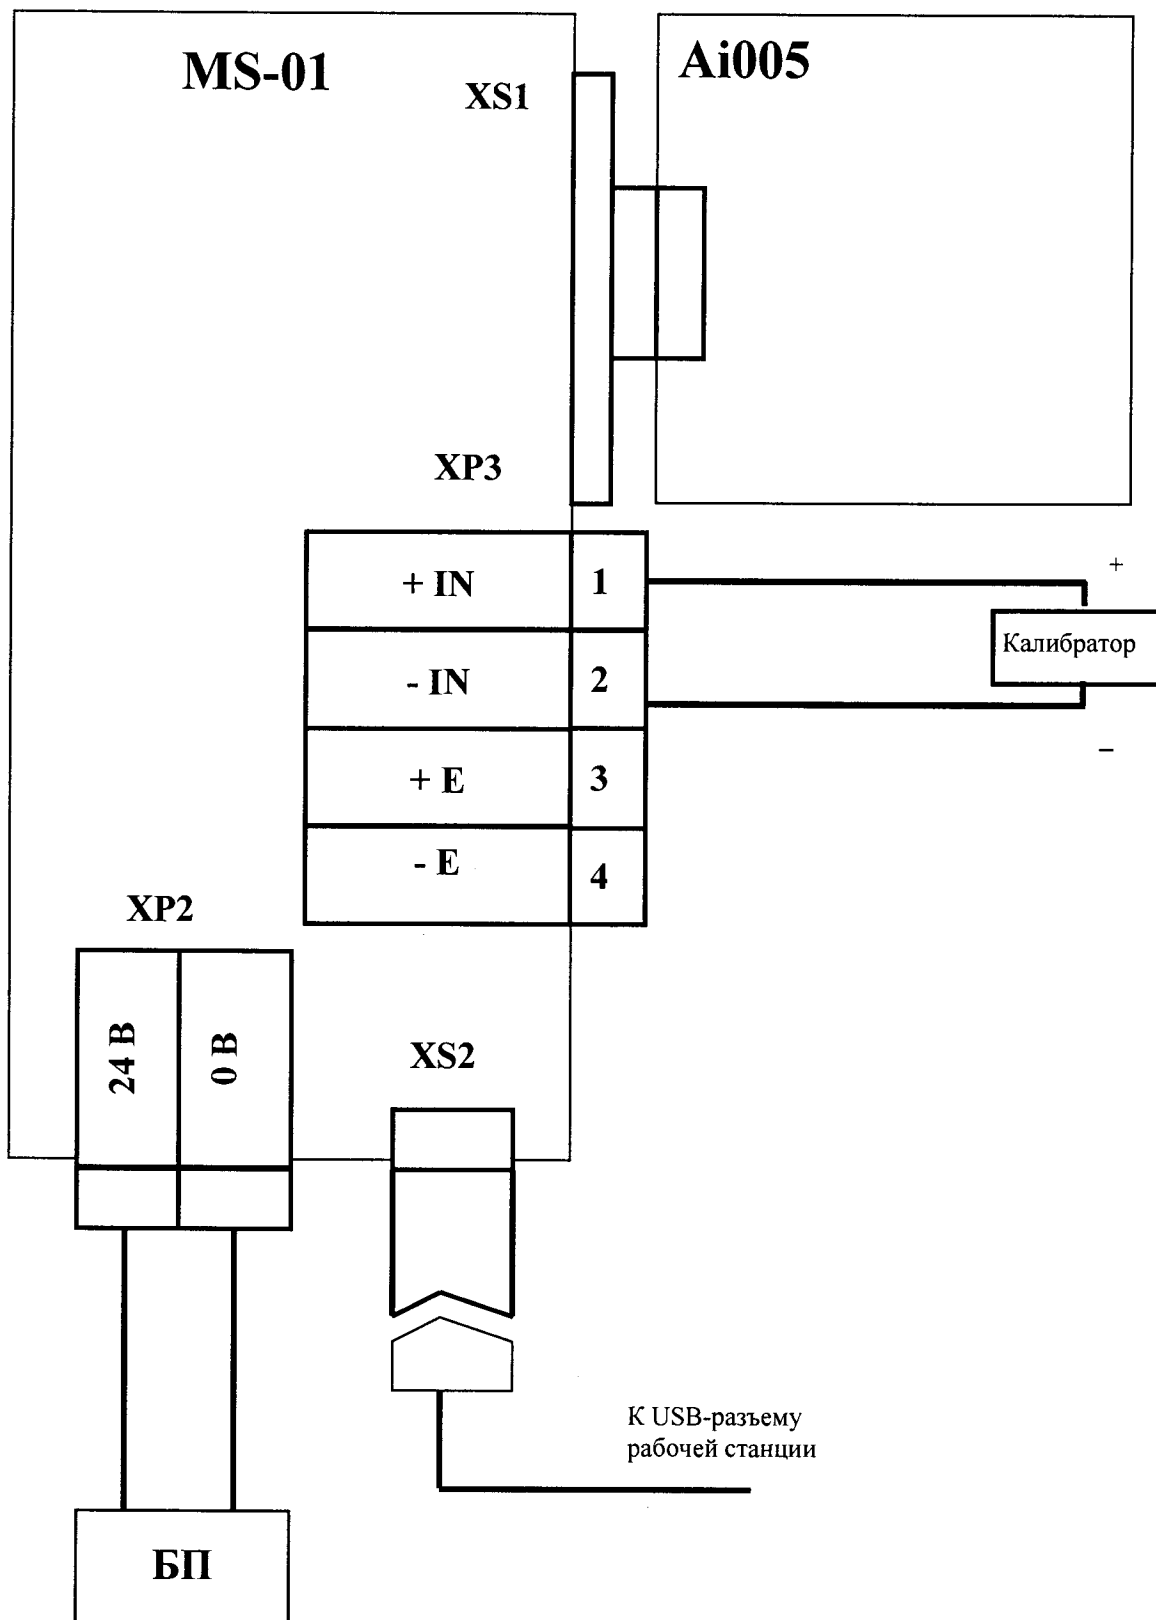 MS-01
Ai005
XS1
XP3
+ IN
1
- IN
2
+ E
3
- E
4
+
Калибратор
–
XP2
24 В
0 В
XS2
К USB-разъему
рабочей станции
БП